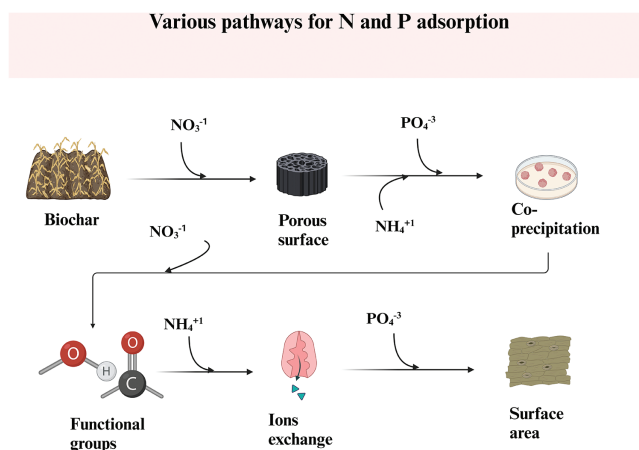 Various pathways for N and P adsorption
NO₃⁻¹
PO₄⁻³
Biochar
Porous
surface
NH₄⁺¹
Co-
precipitation
NO₃⁻¹
NH₄⁺¹
PO₄⁻³
O
H
O
C
Functional
groups
Ions
exchange
Surface
area